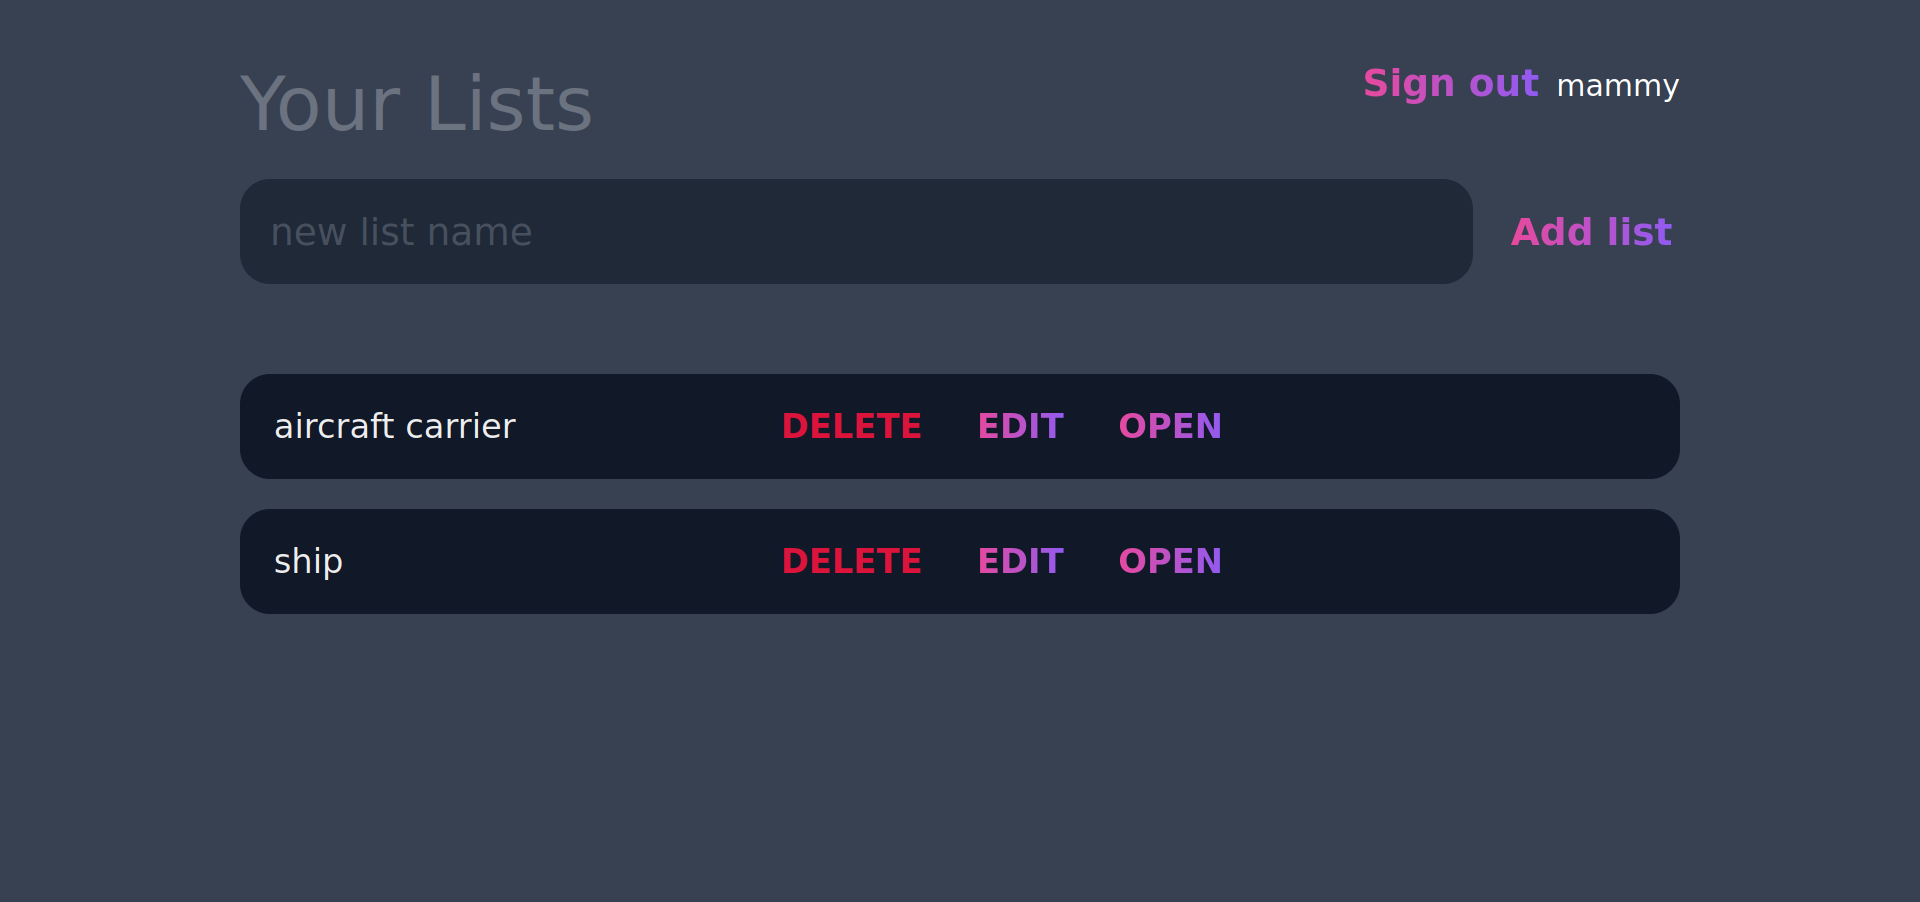 Your Lists
Sign out mammy
new list name
Add list
aircraft carrier DELETE EDIT OPEN
ship DELETE EDIT OPEN